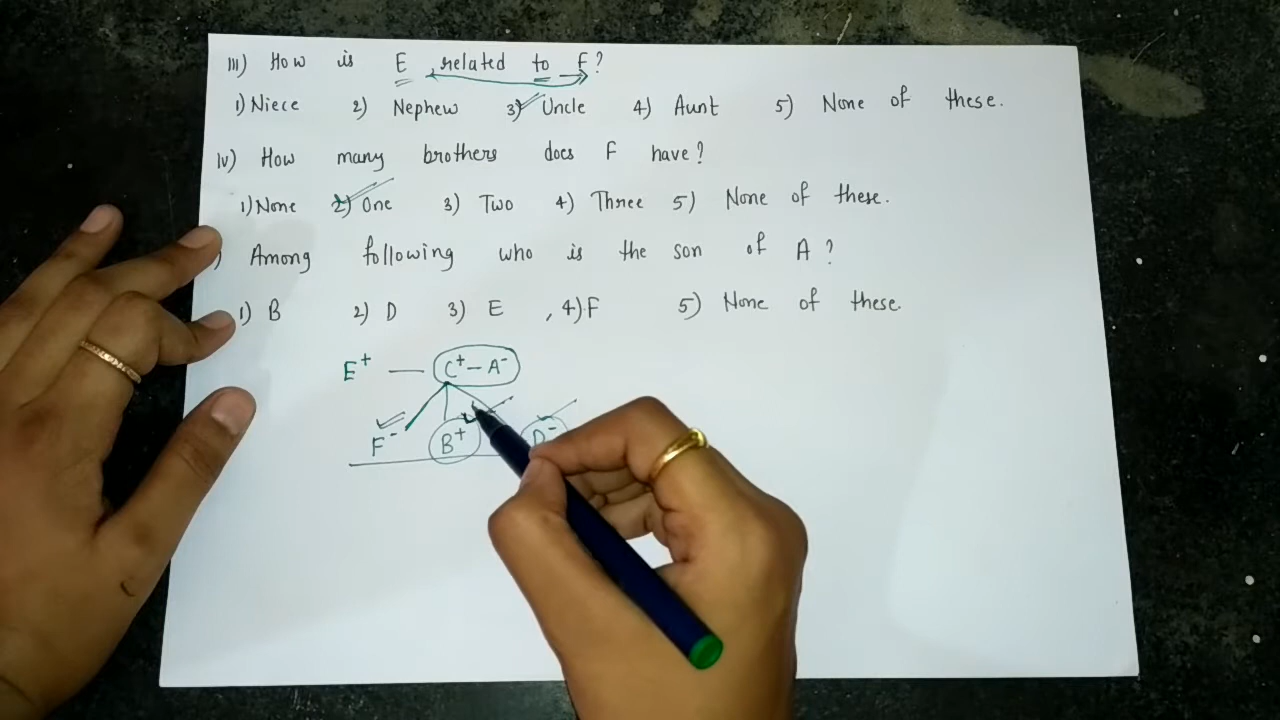 III) How is E related to F?
1) Niece 2) Nephew 3) Uncle 4) Aunt 5) None of these.
IV) How many brothers does F have?
1) None 2) One 3) Two 4) Three 5) None of these.
) Among following who is the son of A?
1) B 2) D 3) E , 4) F 5) None of these.
E+ — C+ – A-
F- B+ D-